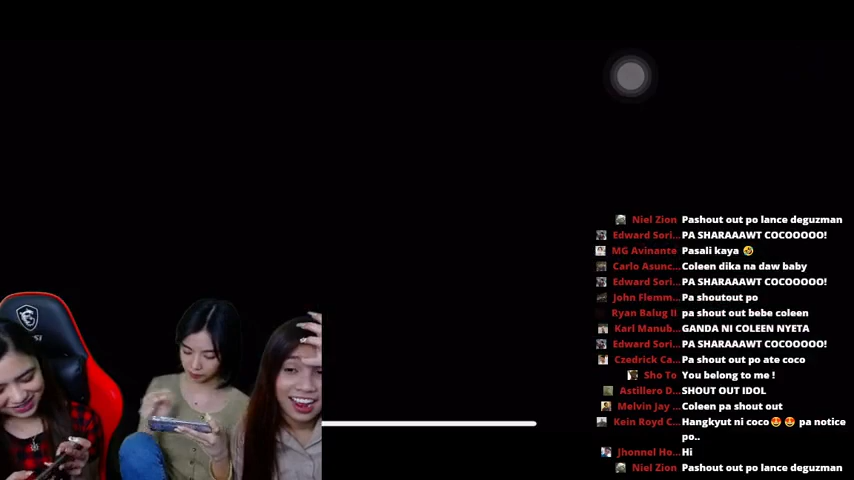 Niel Zion Pashout out po lance deguzman
Edward Sori... PA SHARAAAWT COCOOOOO!
MG Avinante Pasali kaya 🤣
Carlo Asunc... Coleen dika na daw baby
Edward Sori... PA SHARAAAWT COCOOOOO!
John Flemm... Pa shoutout po
Ryan Balug II pa shout out bebe coleen
Karl Manub... GANDA NI COLEEN NYETA
Edward Sori... PA SHARAAAWT COCOOOOO!
Czedrick Ca... Pa shout out po ate coco
Sho To You belong to me !
Astillero D... SHOUT OUT IDOL
Melvin Jay ... Coleen pa shout out
Kein Royd C... Hangkyut ni coco😍 😍 pa notice
po..
Jhonnel Ho... Hi
Niel Zion Pashout out po lance deguzman